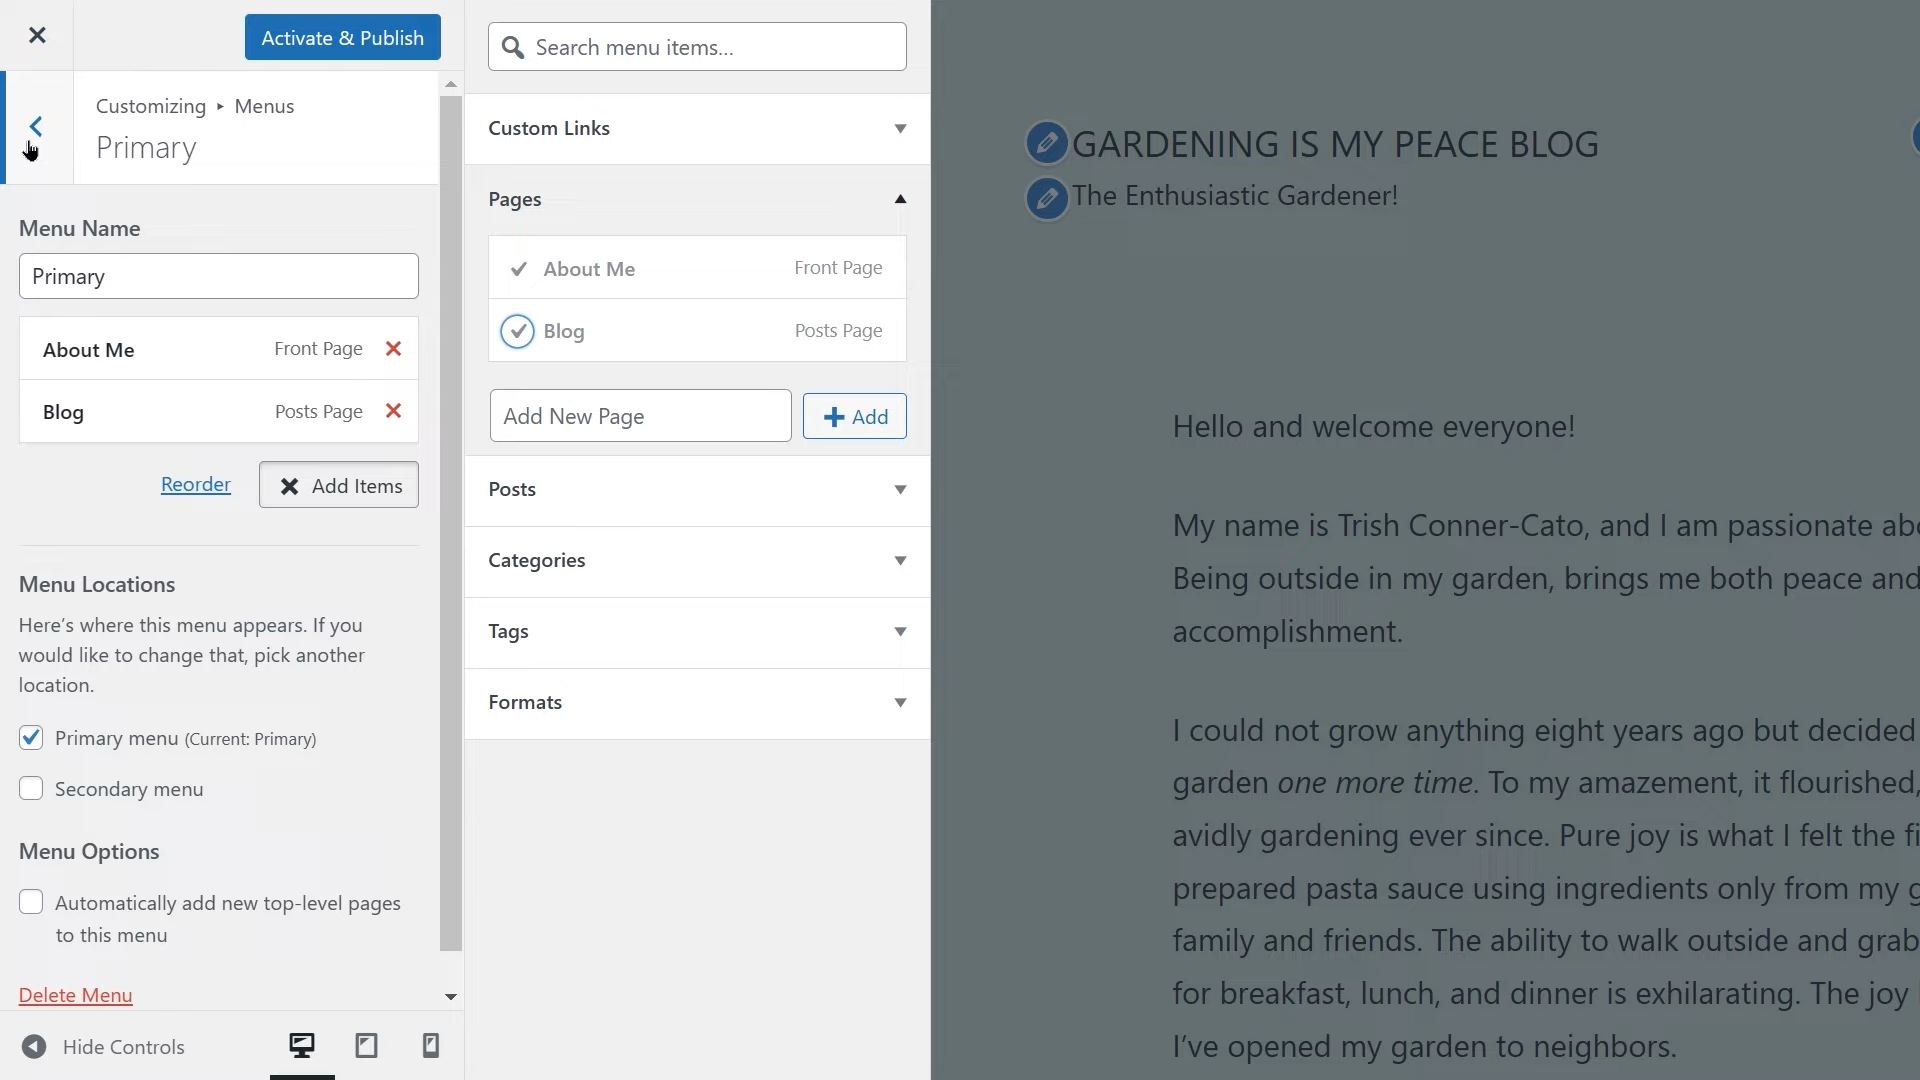 Activate & Publish
Customizing ▸ Menus
Primary
Menu Name
Primary
About Me Front Page
Blog Posts Page
Reorder Add Items
Menu Locations
Here’s where this menu appears. If you
would like to change that, pick another
location.
Primary menu (Current: Primary)
Secondary menu
Menu Options
Automatically add new top-level pages
to this menu
Delete Menu
Hide Controls
Search menu items...
Custom Links
Pages
About Me Front Page
Blog Posts Page
Add New Page Add
Posts
Categories
Tags
Formats
GARDENING IS MY PEACE BLOG
The Enthusiastic Gardener!
Hello and welcome everyone!
My name is Trish Conner-Cato, and I am passionate
Being outside in my garden, brings me both peace and
accomplishment.
I could not grow anything eight years ago but decided
garden one more time. To my amazement, it flourished,
avidly gardening ever since. Pure joy is what I felt the
prepared pasta sauce using ingredients only from my
family and friends. The ability to walk outside and grab
for breakfast, lunch, and dinner is exhilarating. The joy
I’ve opened my garden to neighbors.